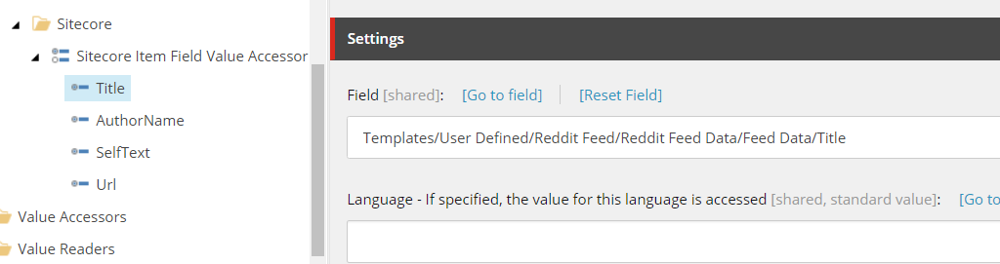 Sitecore
Sitecore Item Field Value Accessor
Title
AuthorName
SelfText
Url
Value Accessors
Value Readers
Settings
Field [shared]: [Go to field] [Reset Field]
Templates/User Defined/Reddit Feed/Reddit Feed Data/Feed Data/Title
Language - If specified, the value for this language is accessed [shared, standard value]: [Go to